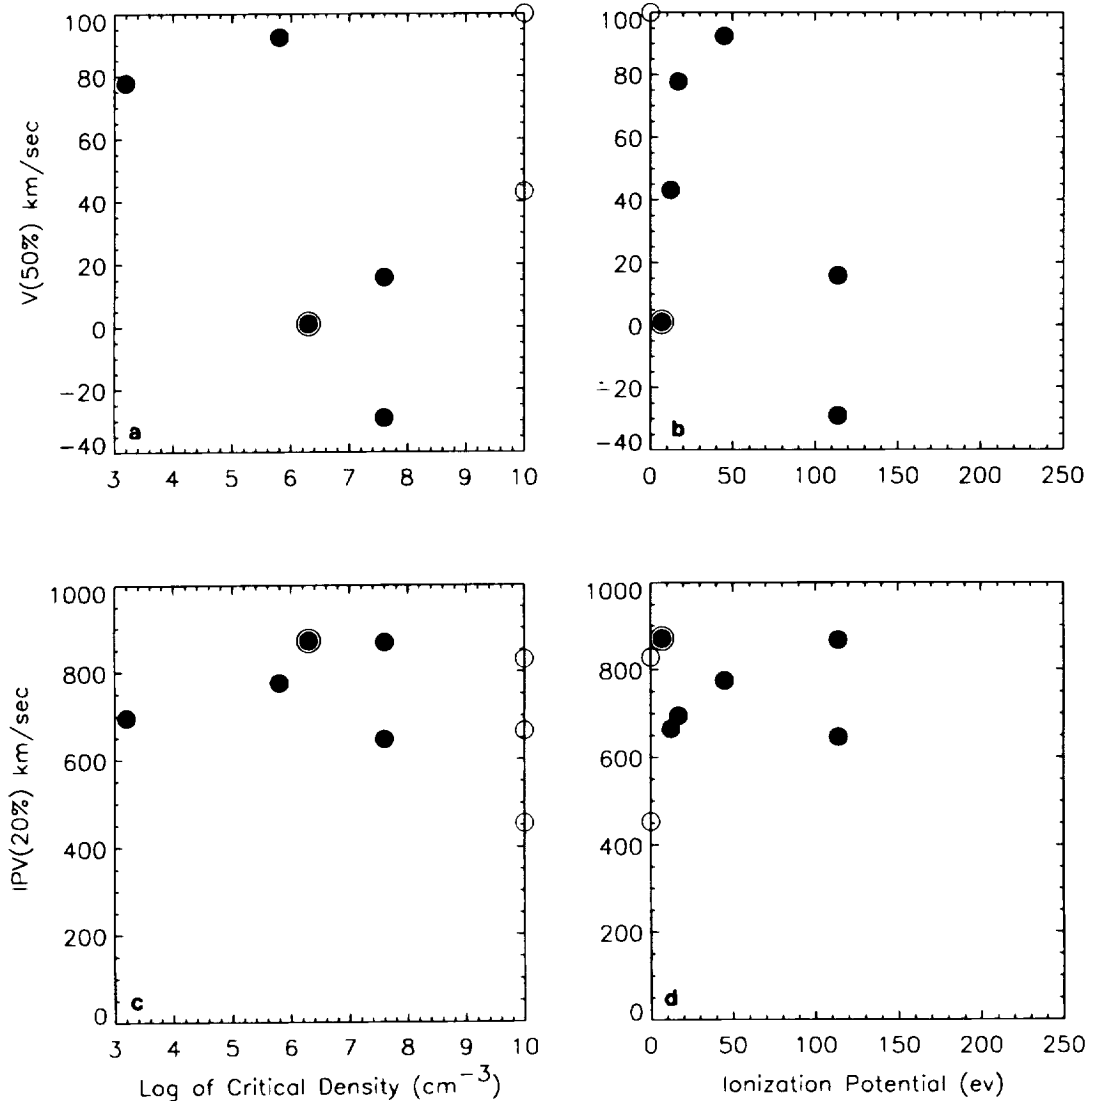 100
80
60
40
20
0
−20
−40
V(50%) km/sec
a
3 4 5 6 7 8 9 10
100
80
60
40
20
0
−20
−40
b
0 50 100 150 200 250
1000
800
600
400
200
0
IPV(20%) km/sec
c
3 4 5 6 7 8 9 10
Log of Critical Density (cm⁻³)
1000
800
600
400
200
0
d
0 50 100 150 200 250
Ionization Potential (ev)